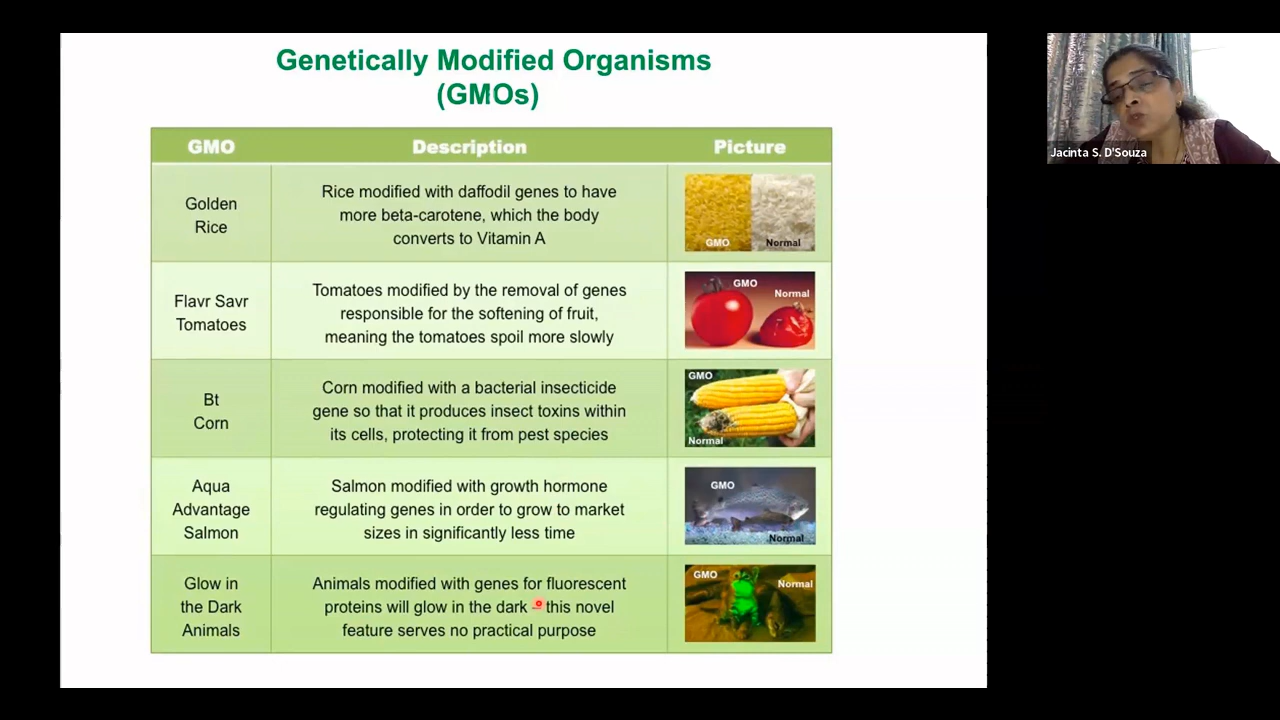 Genetically Modified Organisms
(GMOs)
GMO
Description
Picture
Golden
Rice
Rice modified with daffodil genes to have
more beta-carotene, which the body
converts to Vitamin A
GMO
Normal
Flavr Savr
Tomatoes
Tomatoes modified by the removal of genes
responsible for the softening of fruit,
meaning the tomatoes spoil more slowly
GMO
Normal
Bt
Corn
Corn modified with a bacterial insecticide
gene so that it produces insect toxins within
its cells, protecting it from pest species
GMO
Normal
Aqua
Advantage
Salmon
Salmon modified with growth hormone
regulating genes in order to grow to market
sizes in significantly less time
GMO
Normal
Glow in
the Dark
Animals
Animals modified with genes for fluorescent
proteins will glow in the dark – this novel
feature serves no practical purpose
GMO
Normal
Jacinta S. D'Souza